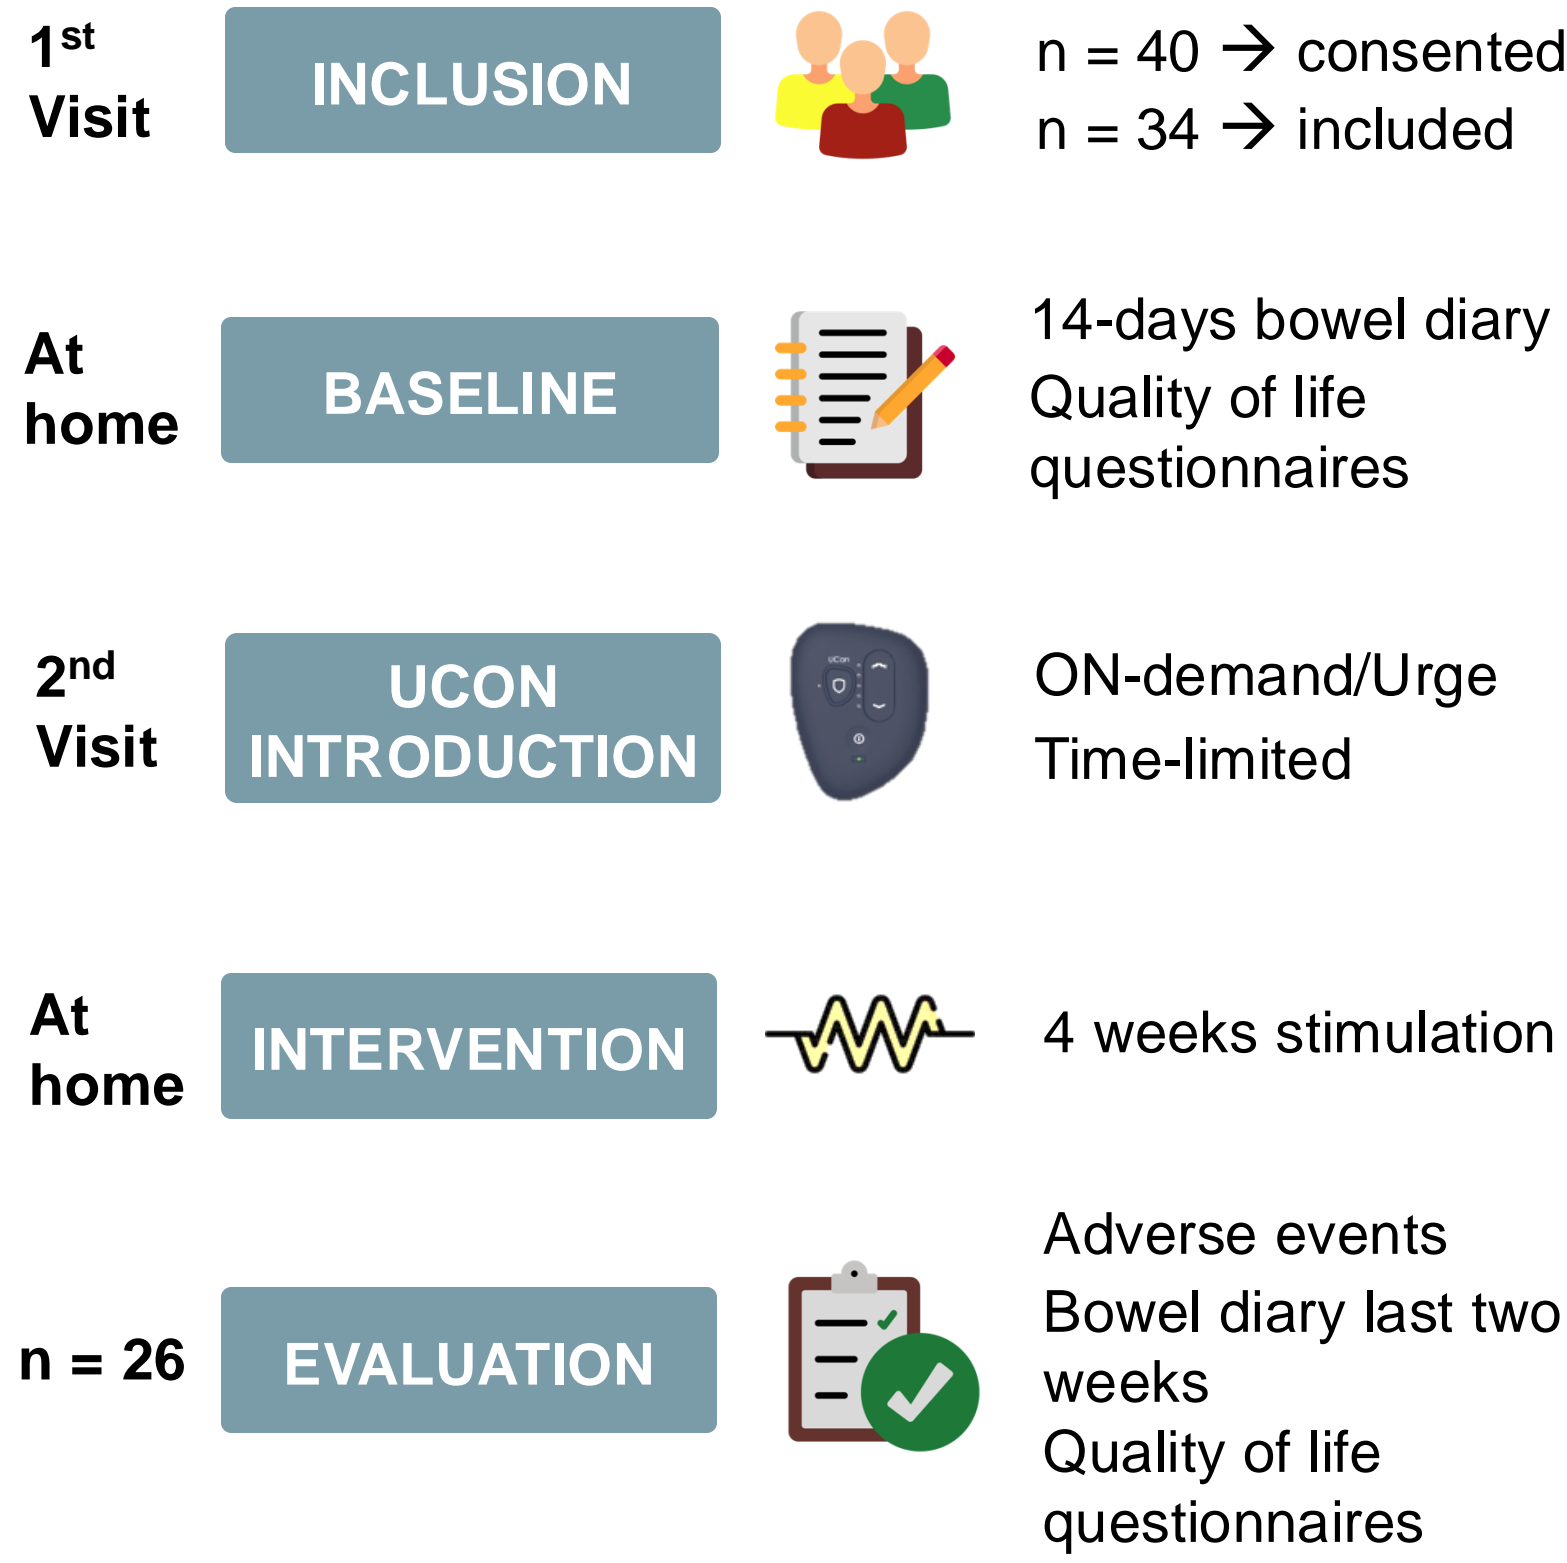 1st
Visit
INCLUSION
n = 40 → consented
n = 34 → included
At
home
BASELINE
14-days bowel diary
Quality of life
questionnaires
2nd
Visit
UCON
INTRODUCTION
UCon
ON-demand/Urge
Time-limited
At
home
INTERVENTION
4 weeks stimulation
n = 26
EVALUATION
Adverse events
Bowel diary last two
weeks
Quality of life
questionnaires